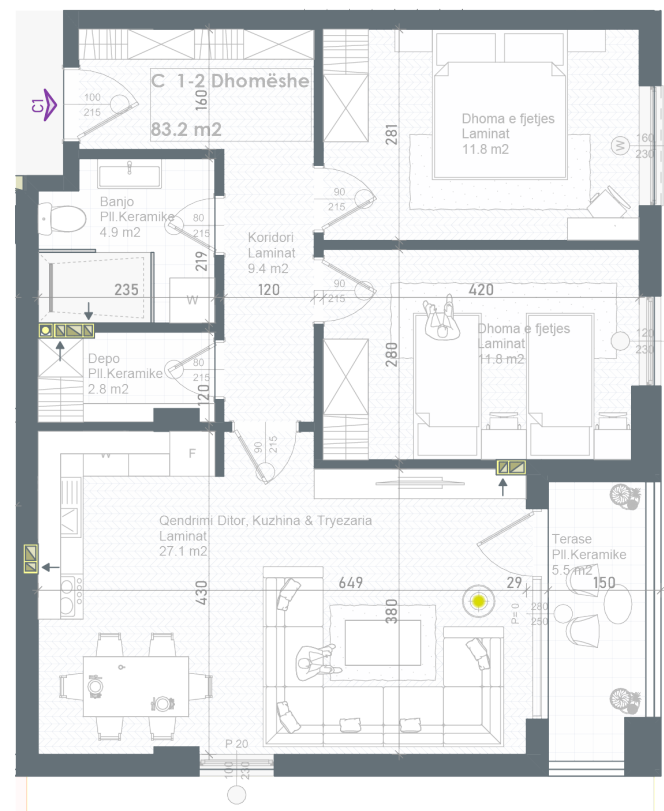 C1
100
215
C 1-2 Dhomëshe
160
83.2 m2
281
Dhoma e fjetjes
Laminat
11.8 m2
W
160
230
Banjo
Pll.Keramike
4.9 m2
80
215
219
90
215
Koridori
Laminat
9.4 m2
90
215
235
W
120
420
Dhoma e fjetjes
Laminat
11.8 m2
120
230
280
Depo
Pll.Keramike
2.8 m2
80
215
120
90
215
F
Qendrimi Ditor, Kuzhina & Tryezaria
Laminat
27.1 m2
Terase
Pll.Keramike
5.5 m2
430
649
380
29
150
P= 0
280
250
P 20
100
230